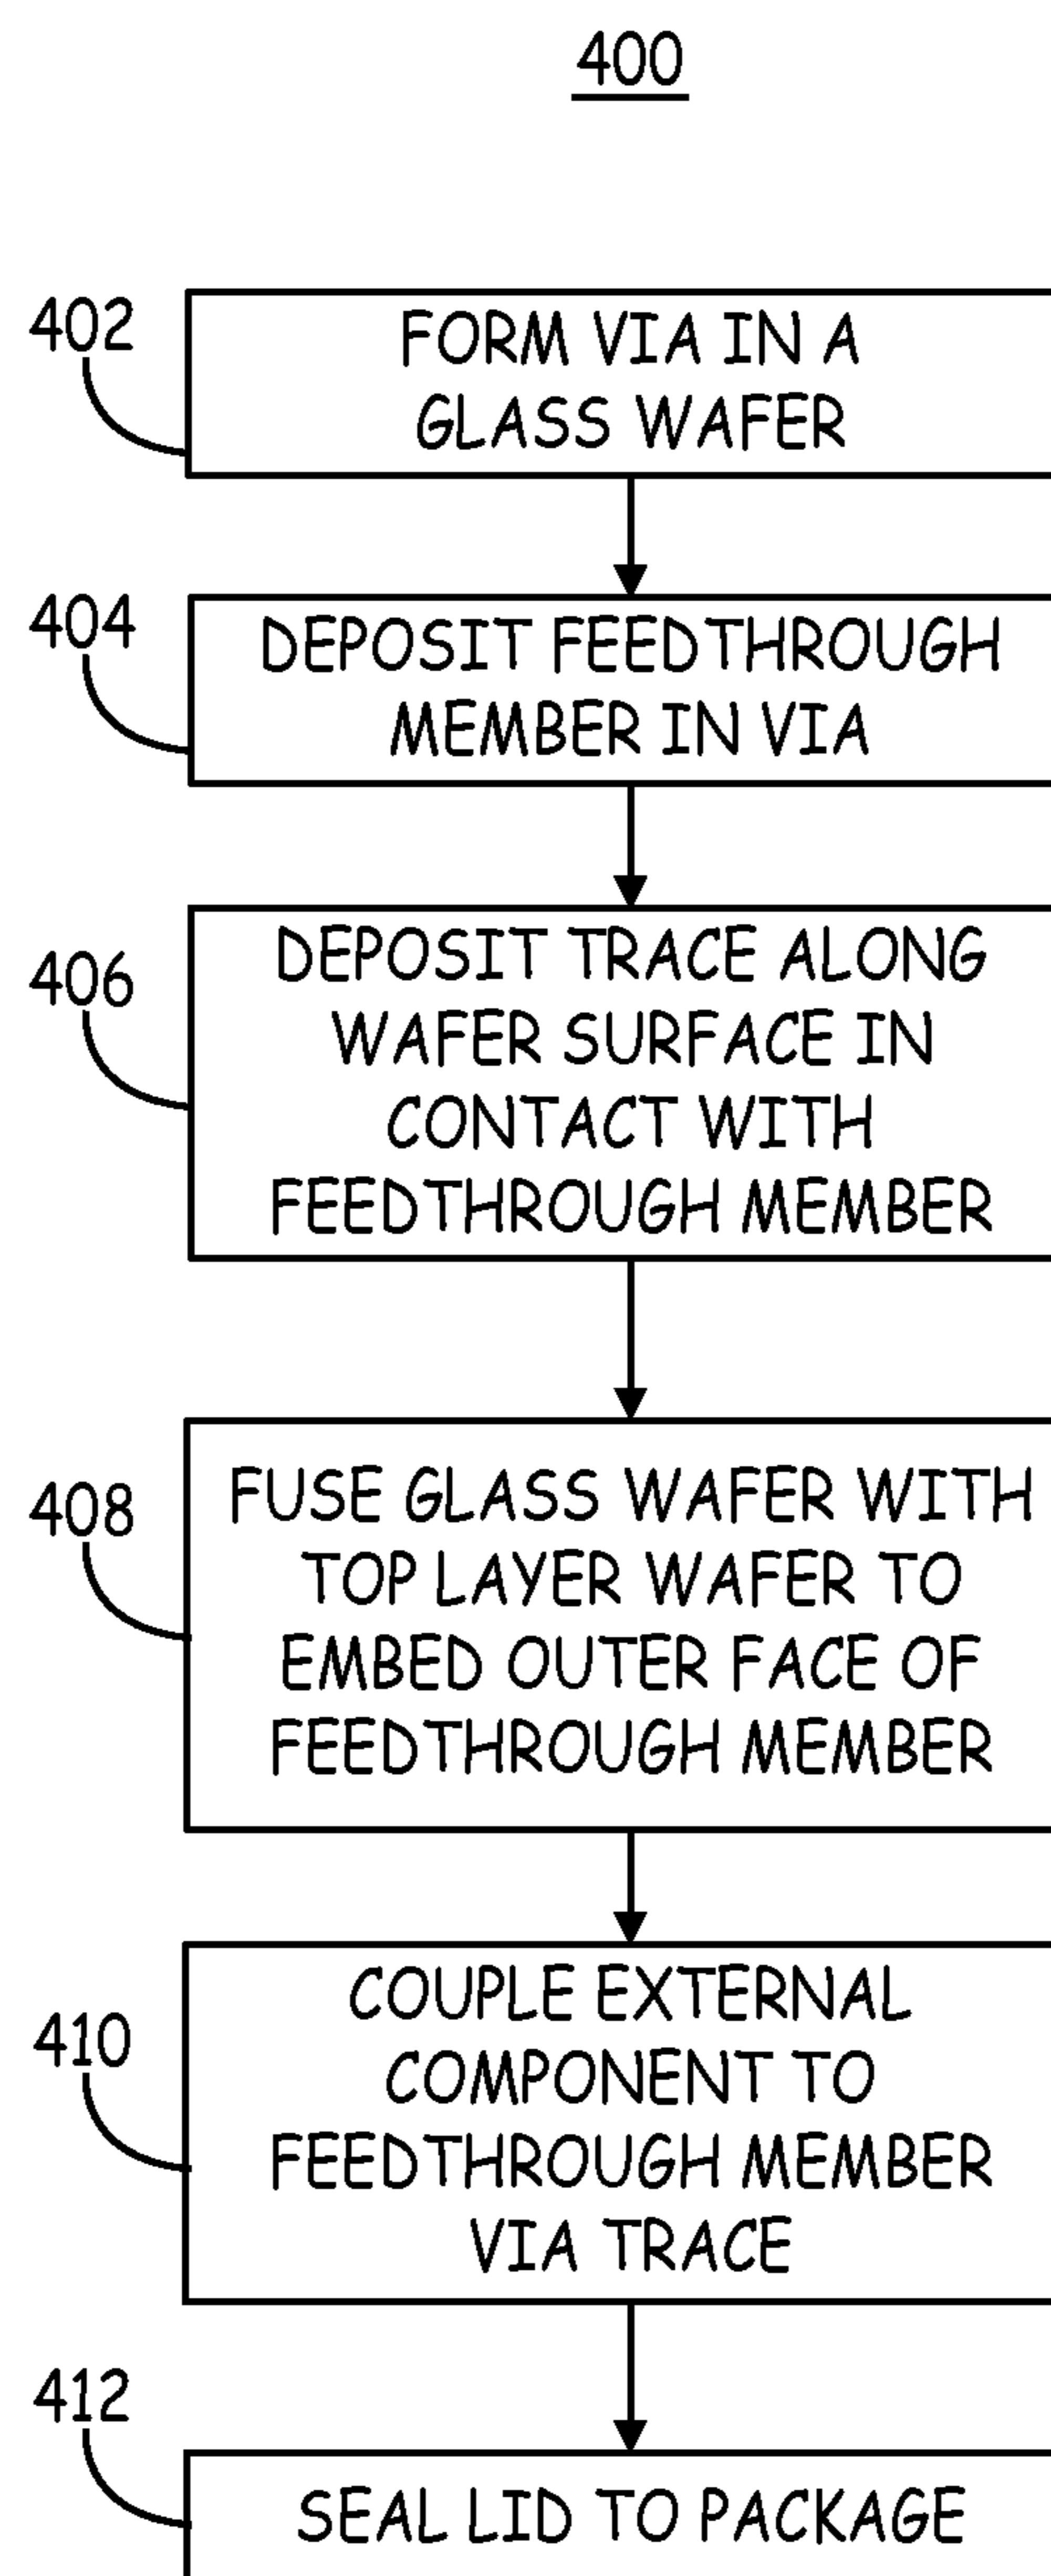 400
402
FORM VIA IN A
GLASS WAFER
404
DEPOSIT FEEDTHROUGH
MEMBER IN VIA
406
DEPOSIT TRACE ALONG
WAFER SURFACE IN
CONTACT WITH
FEEDTHROUGH MEMBER
408
FUSE GLASS WAFER WITH
TOP LAYER WAFER TO
EMBED OUTER FACE OF
FEEDTHROUGH MEMBER
410
COUPLE EXTERNAL
COMPONENT TO
FEEDTHROUGH MEMBER
VIA TRACE
412
SEAL LID TO PACKAGE